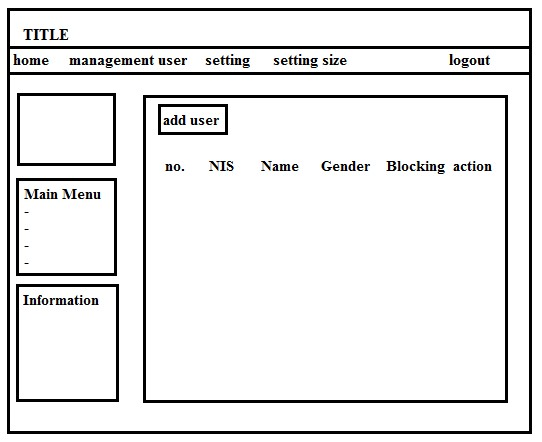 TITLE
home management user setting setting size logout
add user
no. NIS Name Gender Blocking action
Main Menu
-
-
-
-
Information